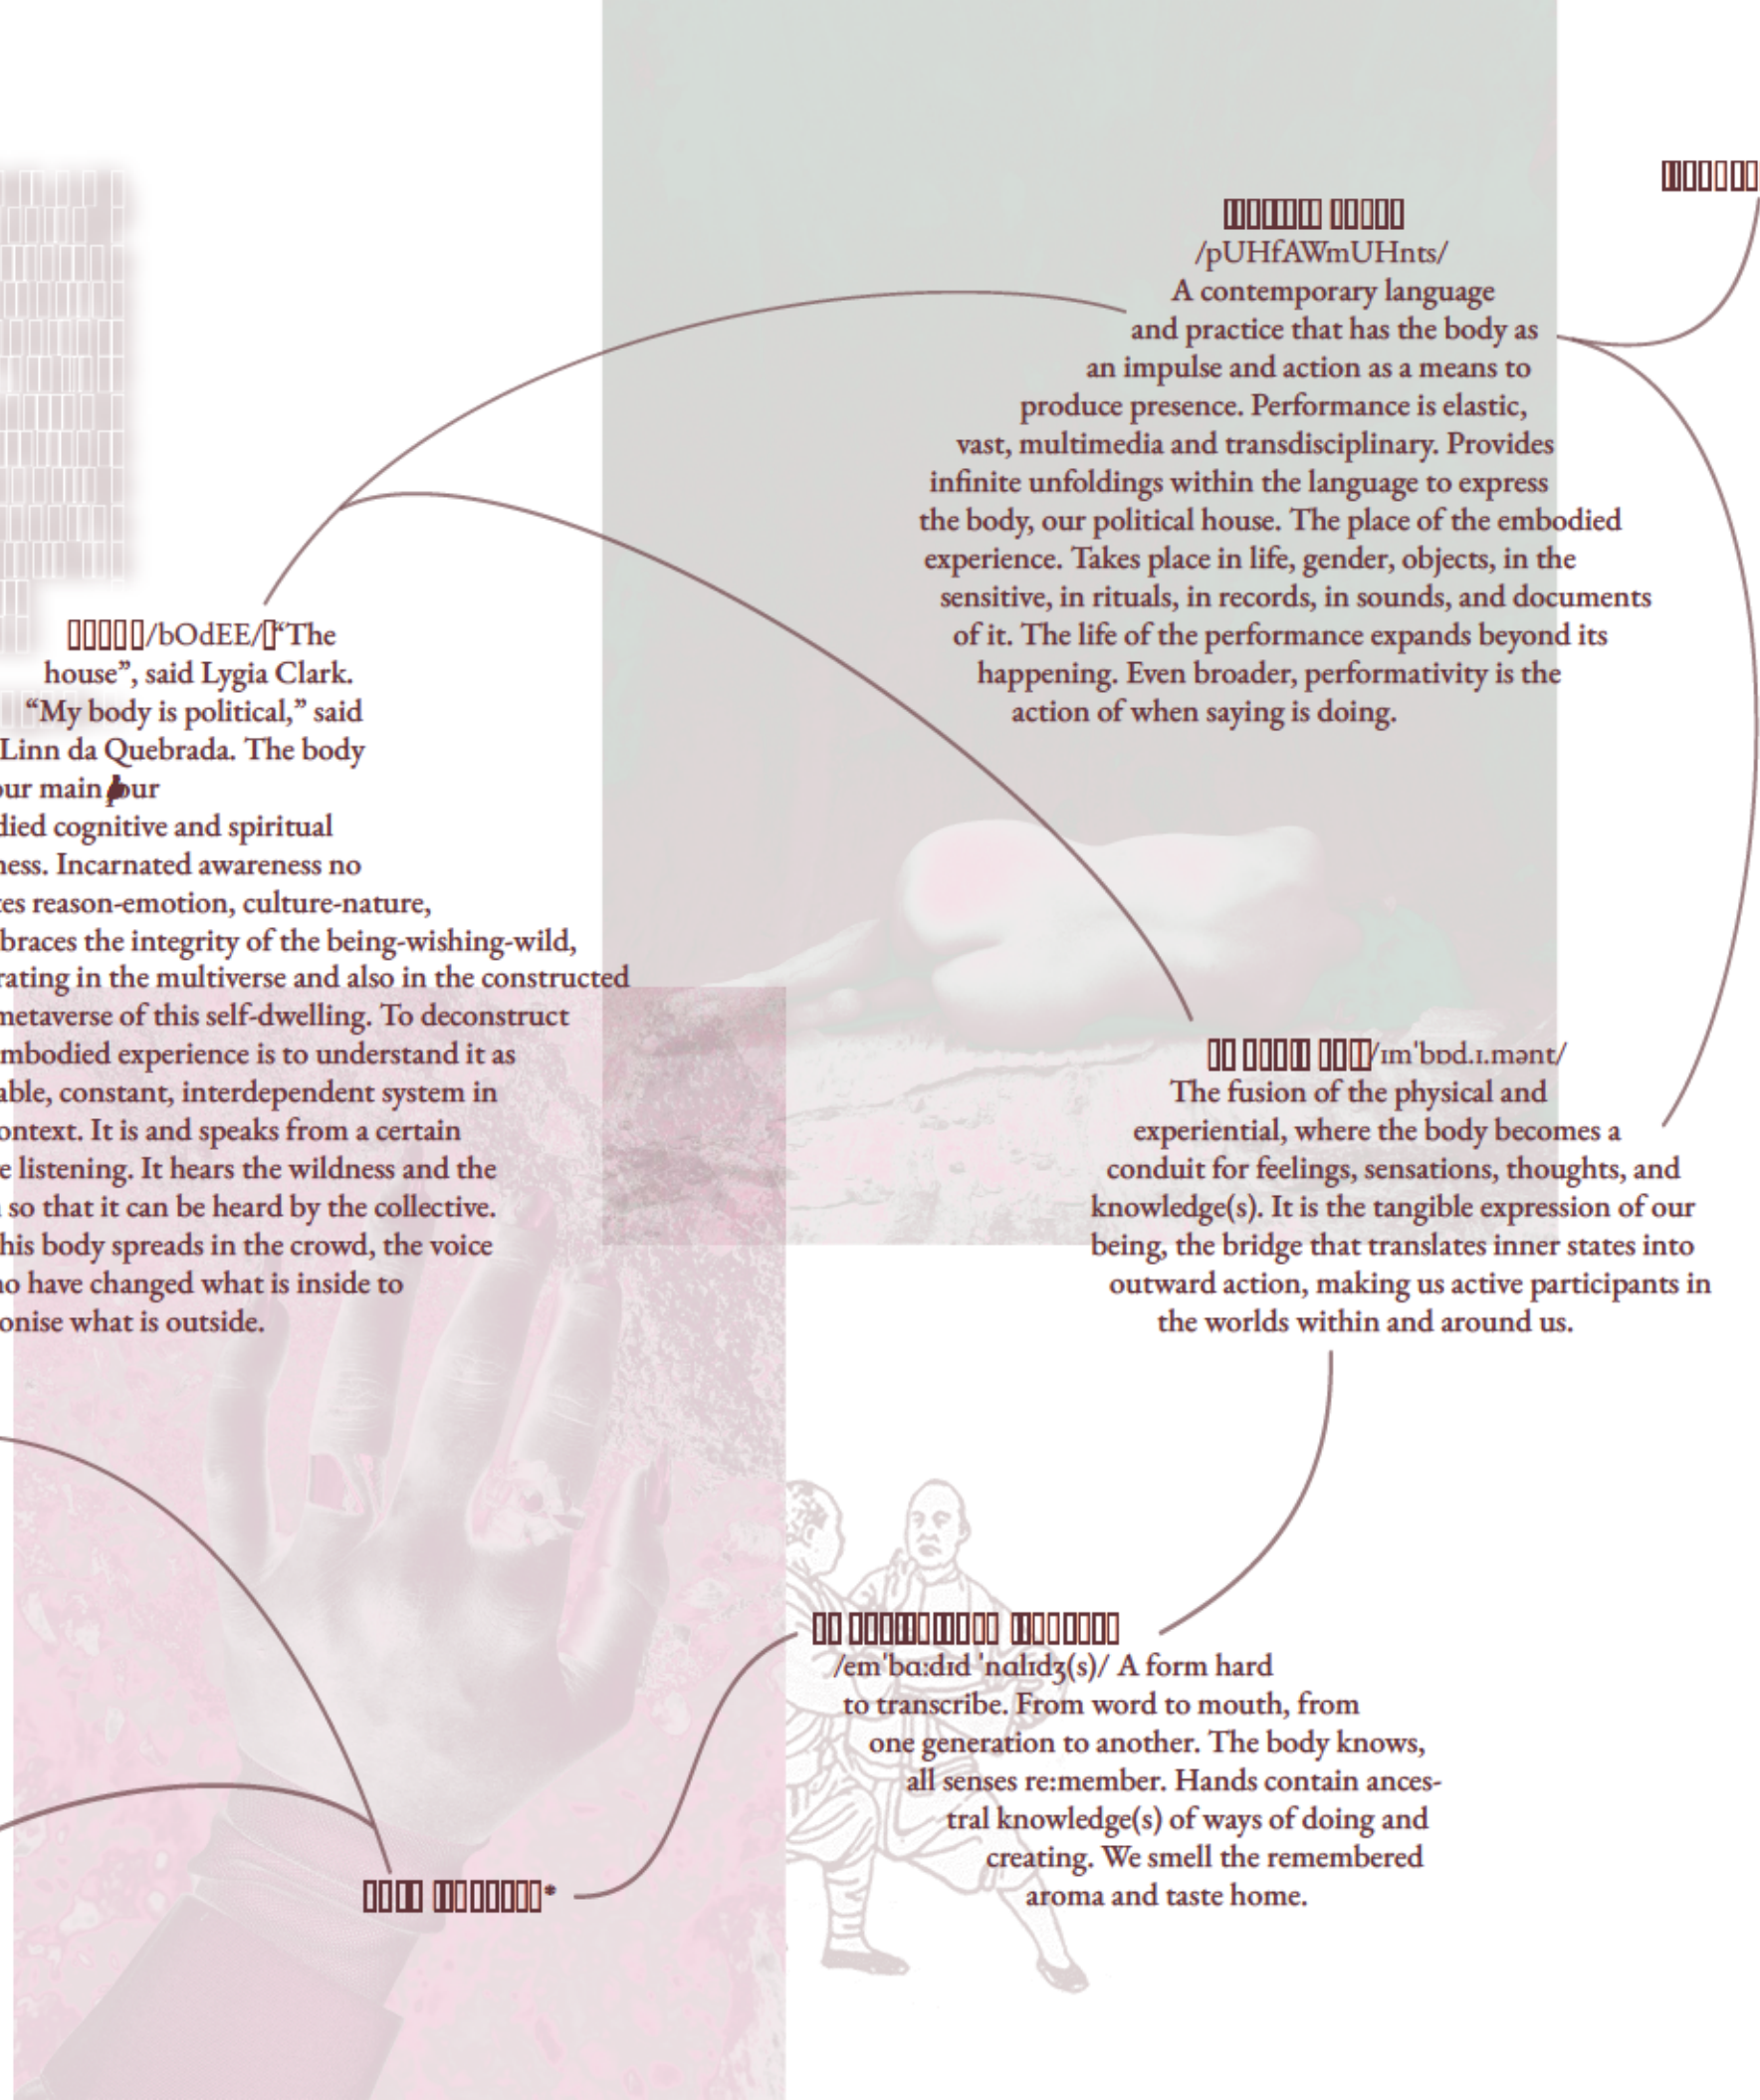 /pUHfAWmUHnts/
A contemporary language
and practice that has the body as
an impulse and action as a means to
produce presence. Performance is elastic,
vast, multimedia and transdisciplinary. Provides
infinite unfoldings within the language to express
the body, our political house. The place of the embodied
experience. Takes place in life, gender, objects, in the
sensitive, in rituals, in records, in sounds, and documents
of it. The life of the performance expands beyond its
happening. Even broader, performativity is the
action of when saying is doing.
/bOdEE/ “The
house”, said Lygia Clark.
“My body is political,” said
Linn da Quebrada. The body
our main our
died cognitive and spiritual
ness. Incarnated awareness no
tes reason-emotion, culture-nature,
braces the integrity of the being-wishing-wild,
rating in the multiverse and also in the constructed
metaverse of this self-dwelling. To deconstruct
mbodied experience is to understand it as
able, constant, interdependent system in
ontext. It is and speaks from a certain
e listening. It hears the wildness and the
so that it can be heard by the collective.
his body spreads in the crowd, the voice
ho have changed what is inside to
onise what is outside.
/ɪmˈbɒd.ɪ.mənt/
The fusion of the physical and
experiential, where the body becomes a
conduit for feelings, sensations, thoughts, and
knowledge(s). It is the tangible expression of our
being, the bridge that translates inner states into
outward action, making us active participants in
the worlds within and around us.
/emˈbɑːdɪd ˈnɑlɪdʒ(s)/ A form hard
to transcribe. From word to mouth, from
one generation to another. The body knows,
all senses re:member. Hands contain ances-
tral knowledge(s) of ways of doing and
creating. We smell the remembered
aroma and taste home.